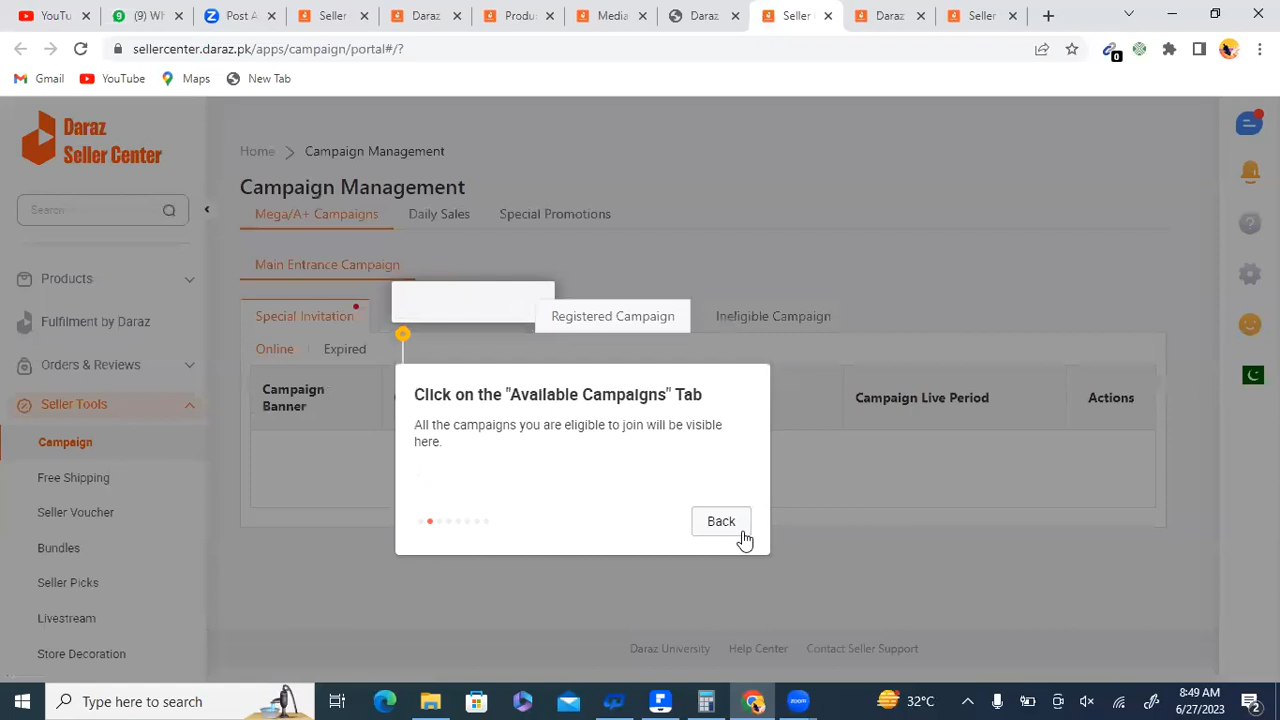 YouTu
(9) Wh
Post A
Seller
Daraz
Produ
Media
Daraz
Seller
Daraz
Seller
sellercenter.daraz.pk/apps/campaign/portal#/?
0
Gmail
YouTube
Maps
New Tab
Daraz
Seller Center
Search
Products
Fulfilment by Daraz
Orders & Reviews
Seller Tools
Campaign
Free Shipping
Seller Voucher
Bundles
Seller Picks
Livestream
Store Decoration
Home
Campaign Management
Campaign Management
Mega/A+ Campaigns
Daily Sales
Special Promotions
Main Entrance Campaign
Special Invitation
Registered Campaign
Ineligible Campaign
Online
Expired
Campaign
Banner
Campaign Live Period
Actions
Click on the "Available Campaigns" Tab
All the campaigns you are eligible to join will be visible
here.
Back
Daraz University
Help Center
Contact Seller Support
Type here to search
32°C
8:49 AM
6/27/2023
2